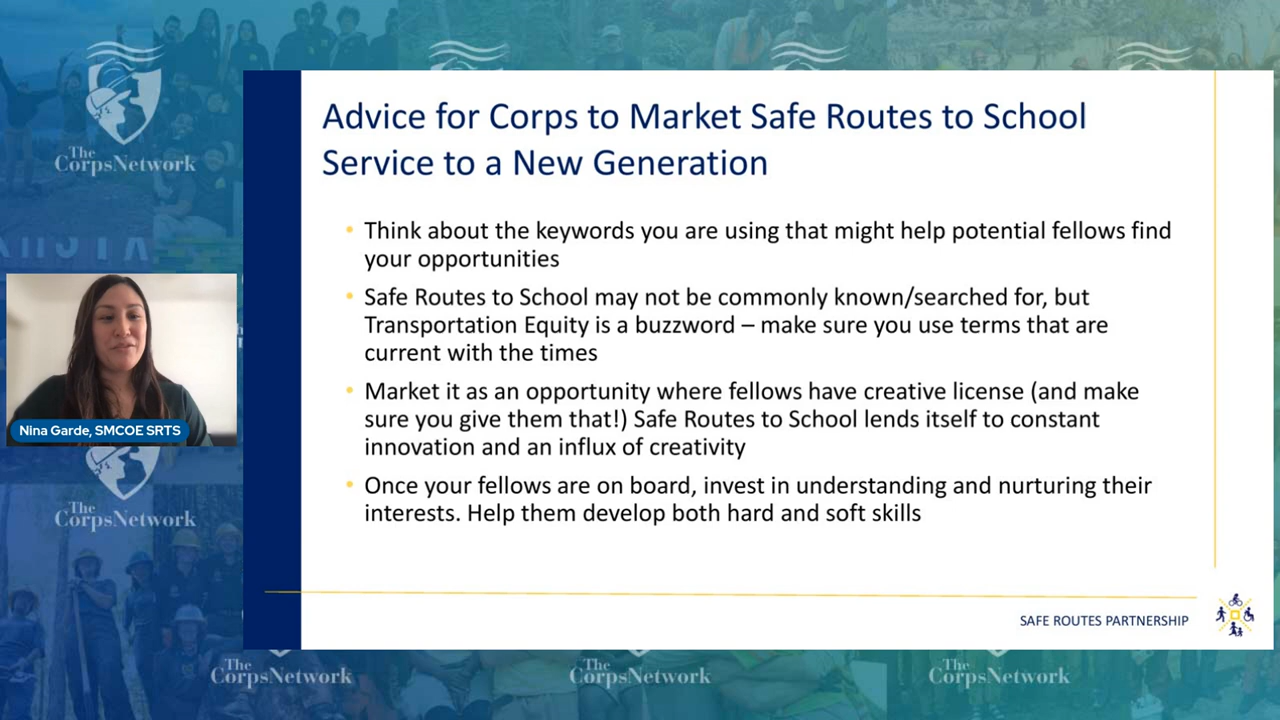 The
CorpsNetwork
Advice for Corps to Market Safe Routes to School
Service to a New Generation
• Think about the keywords you are using that might help potential fellows find
your opportunities
• Safe Routes to School may not be commonly known/searched for, but
Transportation Equity is a buzzword – make sure you use terms that are
current with the times
• Market it as an opportunity where fellows have creative license (and make
sure you give them that!) Safe Routes to School lends itself to constant
innovation and an influx of creativity
• Once your fellows are on board, invest in understanding and nurturing their
interests. Help them develop both hard and soft skills
SAFE ROUTES PARTNERSHIP
Nina Garde, SMCOE SRTS
The
CorpsNetwork
The
CorpsNetwork
The
CorpsNetwork
The
CorpsNetwork